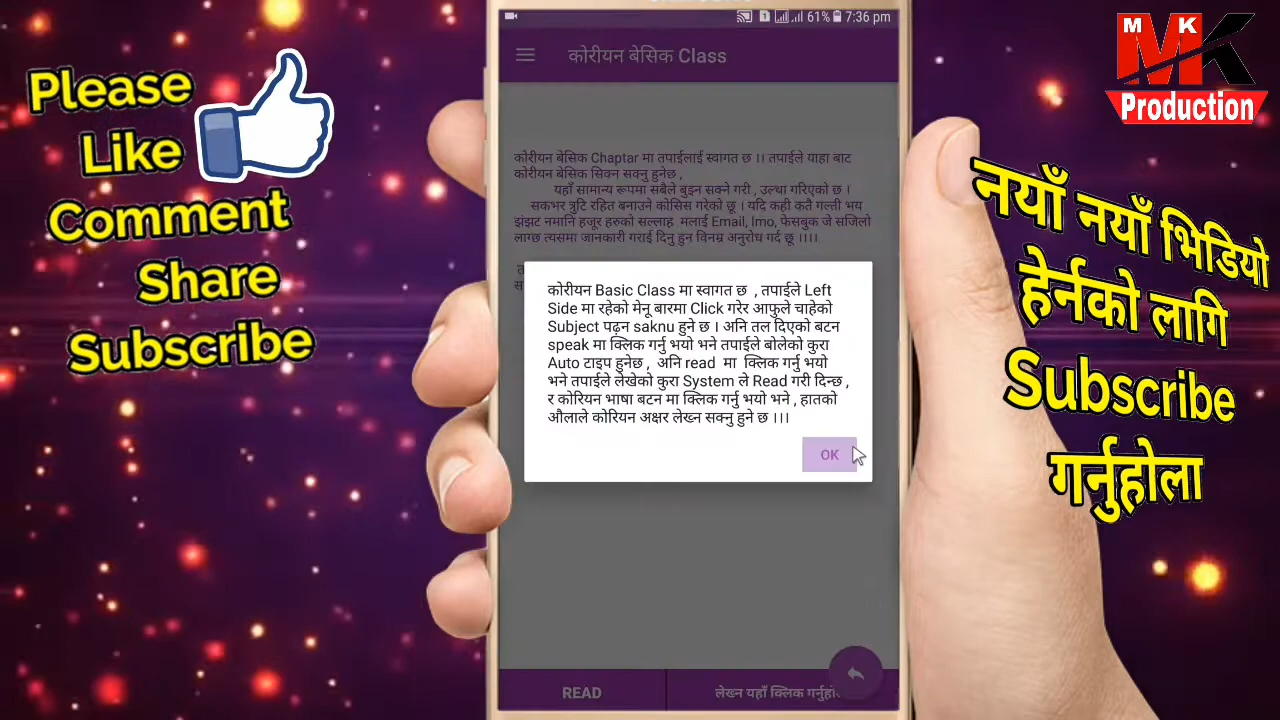 Please
Like
Comment
Share
Subscribe
61% 7:36 pm
कोरीयन बेसिक Class
कोरीयन बेसिक Chaptar मा तपाईलाई स्वागत छ ।। तपाईले याहा बाट
कोरीयन बेसिक सिक्न सक्नु हुनेछ ,
यहाँ सामान्य रूपमा सबैले बुझ्न सक्ने गरी , उल्था गरिएको छ ।
सकभर त्रुटि रहित बनाउने कोसिस गरेको छू । यदि कही कतै गल्ती भय
झंझट नमानि हजूर हरुको सल्लाह मलाई Email, Imo, फेसबुक जे सजिलो
लाग्छ त्यसमा जानकारी गराई दिनु हुन विनम्र अनुरोध गर्द छू ।।।।
कोरीयन Basic Class मा स्वागत छ , तपाईले Left
Side मा रहेको मेनू बारमा Click गरेर आफुले चाहेको
Subject पढ्न saknu हुने छ । अनि तल दिएको बटन
speak मा क्लिक गर्नु भयो भने तपाईले बोलेको कुरा
Auto टाइप हुनेछ , अनि read मा क्लिक गर्नु भयो
भने तपाईले लेखेको कुरा System ले Read गरी दिन्छ ,
र कोरियन भाषा बटन मा क्लिक गर्नु भयो भने , हातको
औलाले कोरियन अक्षर लेख्न सक्नु हुने छ ।।।
OK
READ
लेख्न यहाँ क्लिक
M K
MK
Production
नयाँ नयाँ भिडियो
हेर्नको लागि
Subscribe
गर्नुहोला